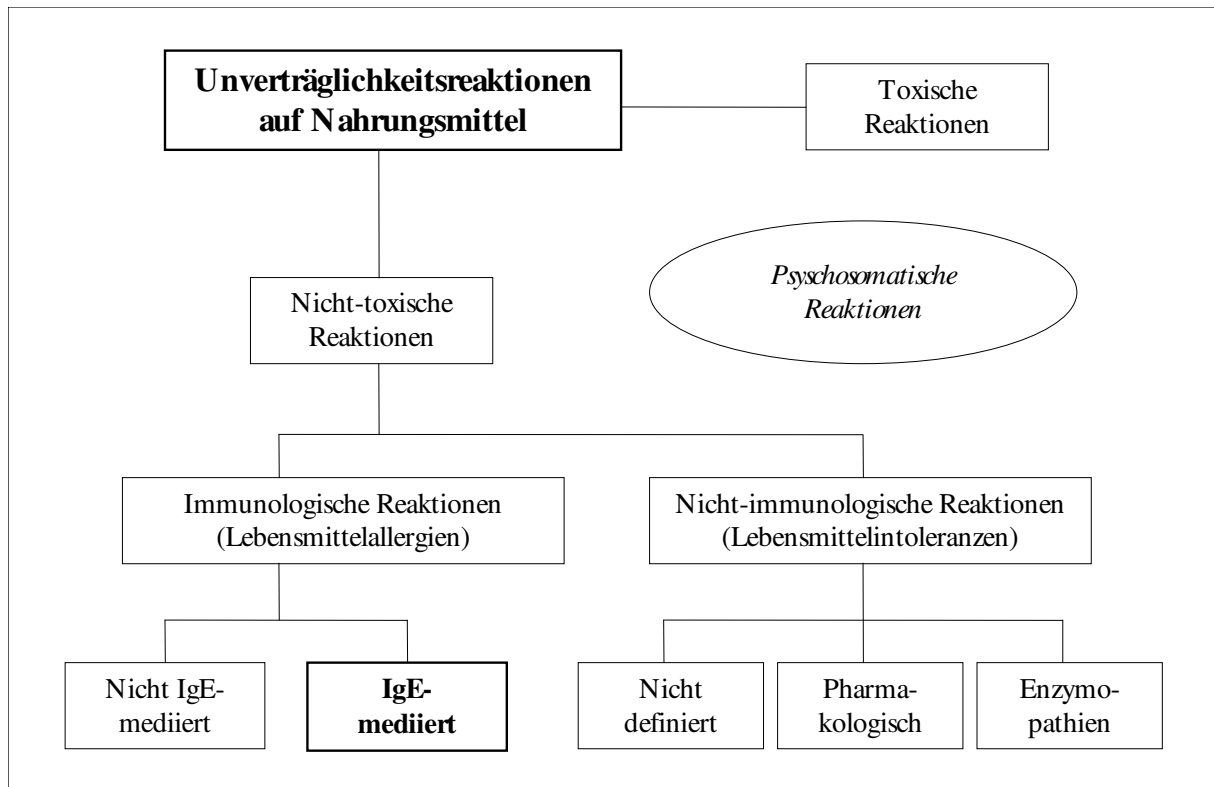 Unverträglichkeitsreaktionen
auf Nahrungsmittel
Toxische
Reaktionen
Psyschosomatische
Reaktionen
Nicht-toxische
Reaktionen
Immunologische Reaktionen
(Lebensmittelallergien)
Nicht-immunologische Reaktionen
(Lebensmittelintoleranzen)
Nicht IgE-
mediiert
IgE-
mediiert
Nicht
definiert
Pharma-
kologisch
Enzymo-
pathien